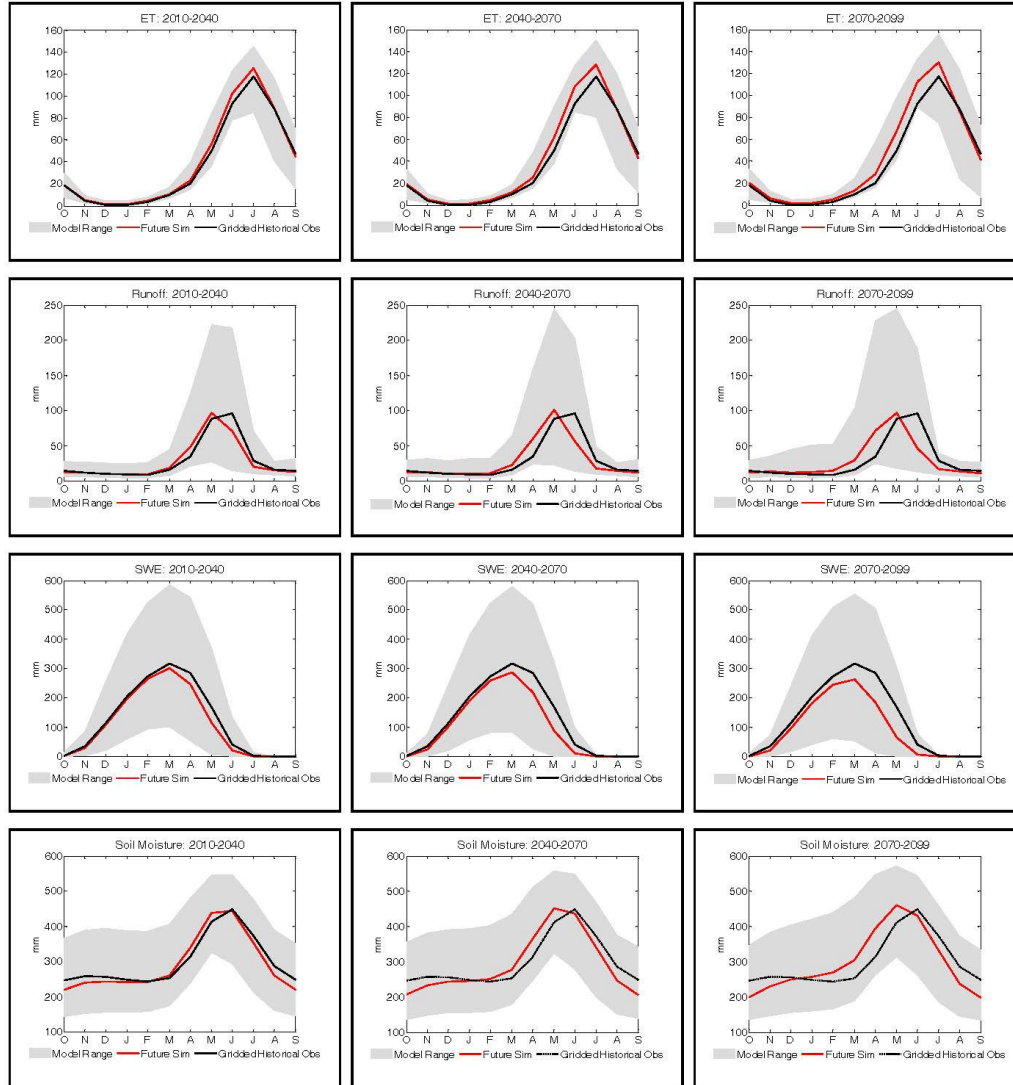 ET: 2010-2040
160
140
120
100
80
60
40
20
0
mm
O N D J F M A M J J A S
Model Range Future Sim Gridded Historical Obs
ET: 2040-2070
160
140
120
100
80
60
40
20
0
mm
O N D J F M A M J J A S
Model Range Future Sim Gridded Historical Obs
ET: 2070-2099
160
140
120
100
80
60
40
20
0
mm
O N D J F M A M J J A S
Model Range Future Sim Gridded Historical Obs
Runoff: 2010-2040
250
200
150
100
50
0
mm
O N D J F M A M J J A S
Model Range Future Sim Gridded Historical Obs
Runoff: 2040-2070
250
200
150
100
50
0
mm
O N D J F M A M J J A S
Model Range Future Sim Gridded Historical Obs
Runoff: 2070-2099
250
200
150
100
50
0
mm
O N D J F M A M J J A S
Model Range Future Sim Gridded Historical Obs
SWE: 2010-2040
600
500
400
300
200
100
0
mm
O N D J F M A M J J A S
Model Range Future Sim Gridded Historical Obs
SWE: 2040-2070
600
500
400
300
200
100
0
mm
O N D J F M A M J J A S
Model Range Future Sim Gridded Historical Obs
SWE: 2070-2099
600
500
400
300
200
100
0
mm
O N D J F M A M J J A S
Model Range Future Sim Gridded Historical Obs
Soil Moisture: 2010-2040
600
500
400
300
200
100
mm
O N D J F M A M J J A S
Model Range Future Sim Gridded Historical Obs
Soil Moisture: 2040-2070
600
500
400
300
200
100
mm
O N D J F M A M J J A S
Model Range Future Sim Gridded Historical Obs
Soil Moisture: 2070-2099
600
500
400
300
200
100
mm
O N D J F M A M J J A S
Model Range Future Sim Gridded Historical Obs